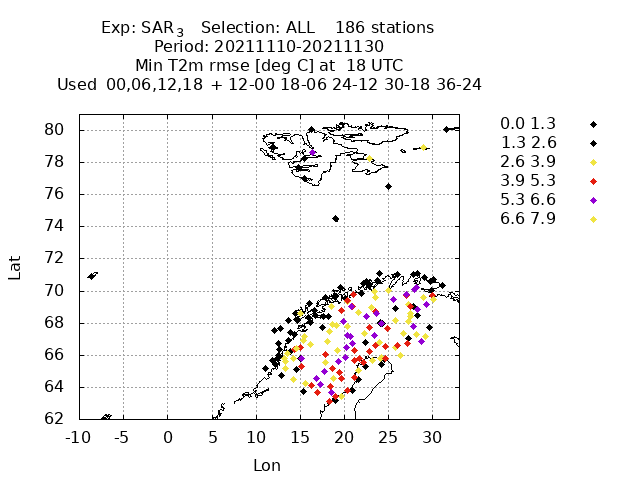 Exp: SAR3 Selection: ALL 186 stations
Period: 20211110-20211130
Min T2m rmse [deg C] at 18 UTC
Used 00,06,12,18 + 12-00 18-06 24-12 30-18 36-24
0.0 1.3
1.3 2.6
2.6 3.9
3.9 5.3
5.3 6.6
6.6 7.9
80
78
76
74
72
70
68
66
64
62
Lat
-10 -5 0 5 10 15 20 25 30
Lon